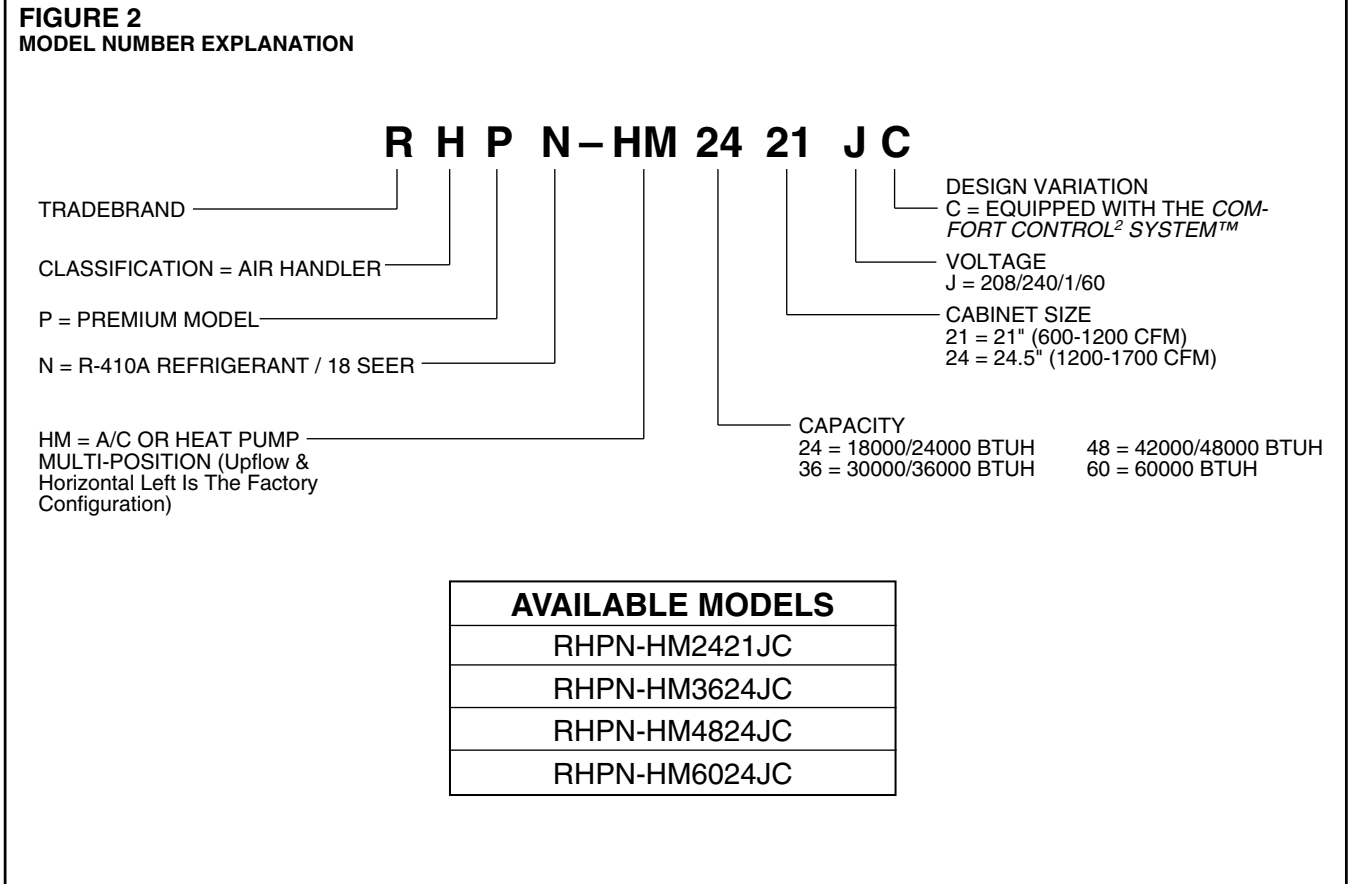 FIGURE 2
MODEL NUMBER EXPLANATION
R H P N – HM 24 21 J C
TRADEBRAND
CLASSIFICATION = AIR HANDLER
P = PREMIUM MODEL
N = R-410A REFRIGERANT / 18 SEER
HM = A/C OR HEAT PUMP
MULTI-POSITION (Upflow &
Horizontal Left Is The Factory
Configuration)
DESIGN VARIATION
C = EQUIPPED WITH THE COM-
FORT CONTROL² SYSTEM™
VOLTAGE
J = 208/240/1/60
CABINET SIZE
21 = 21" (600-1200 CFM)
24 = 24.5" (1200-1700 CFM)
CAPACITY
24 = 18000/24000 BTUH 48 = 42000/48000 BTUH
36 = 30000/36000 BTUH 60 = 60000 BTUH
AVAILABLE MODELS
RHPN-HM2421JC
RHPN-HM3624JC
RHPN-HM4824JC
RHPN-HM6024JC